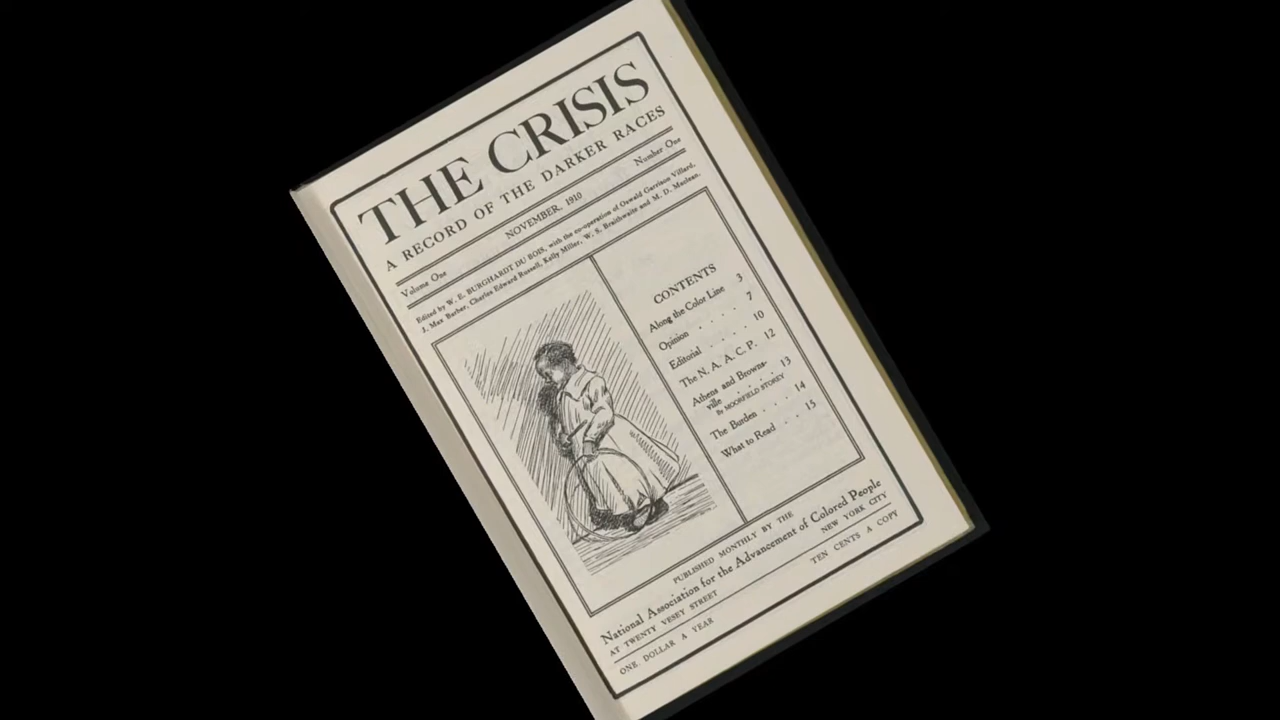 THE CRISIS
A RECORD OF THE DARKER RACES
Volume One
NOVEMBER, 1910
Number One
Edited by W. E. BURGHARDT DU BOIS, with the co-operation of Oswald Garrison Villard,
J. Max Barber, Charles Edward Russell, Kelly Miller, W. S. Braithwaite and M. D. Maclean.
CONTENTS
Along the Color Line 3
Opinion . . . . 7
Editorial . . . . 10
The N. A. A. C. P. 12
Athens and Browns-
ville . . . . 13
By MOORFIELD STOREY
The Burden . . . 14
What to Read . . 15
PUBLISHED MONTHLY BY THE
National Association for the Advancement of Colored People
AT TWENTY VESEY STREET
NEW YORK CITY
ONE DOLLAR A YEAR
TEN CENTS A COPY